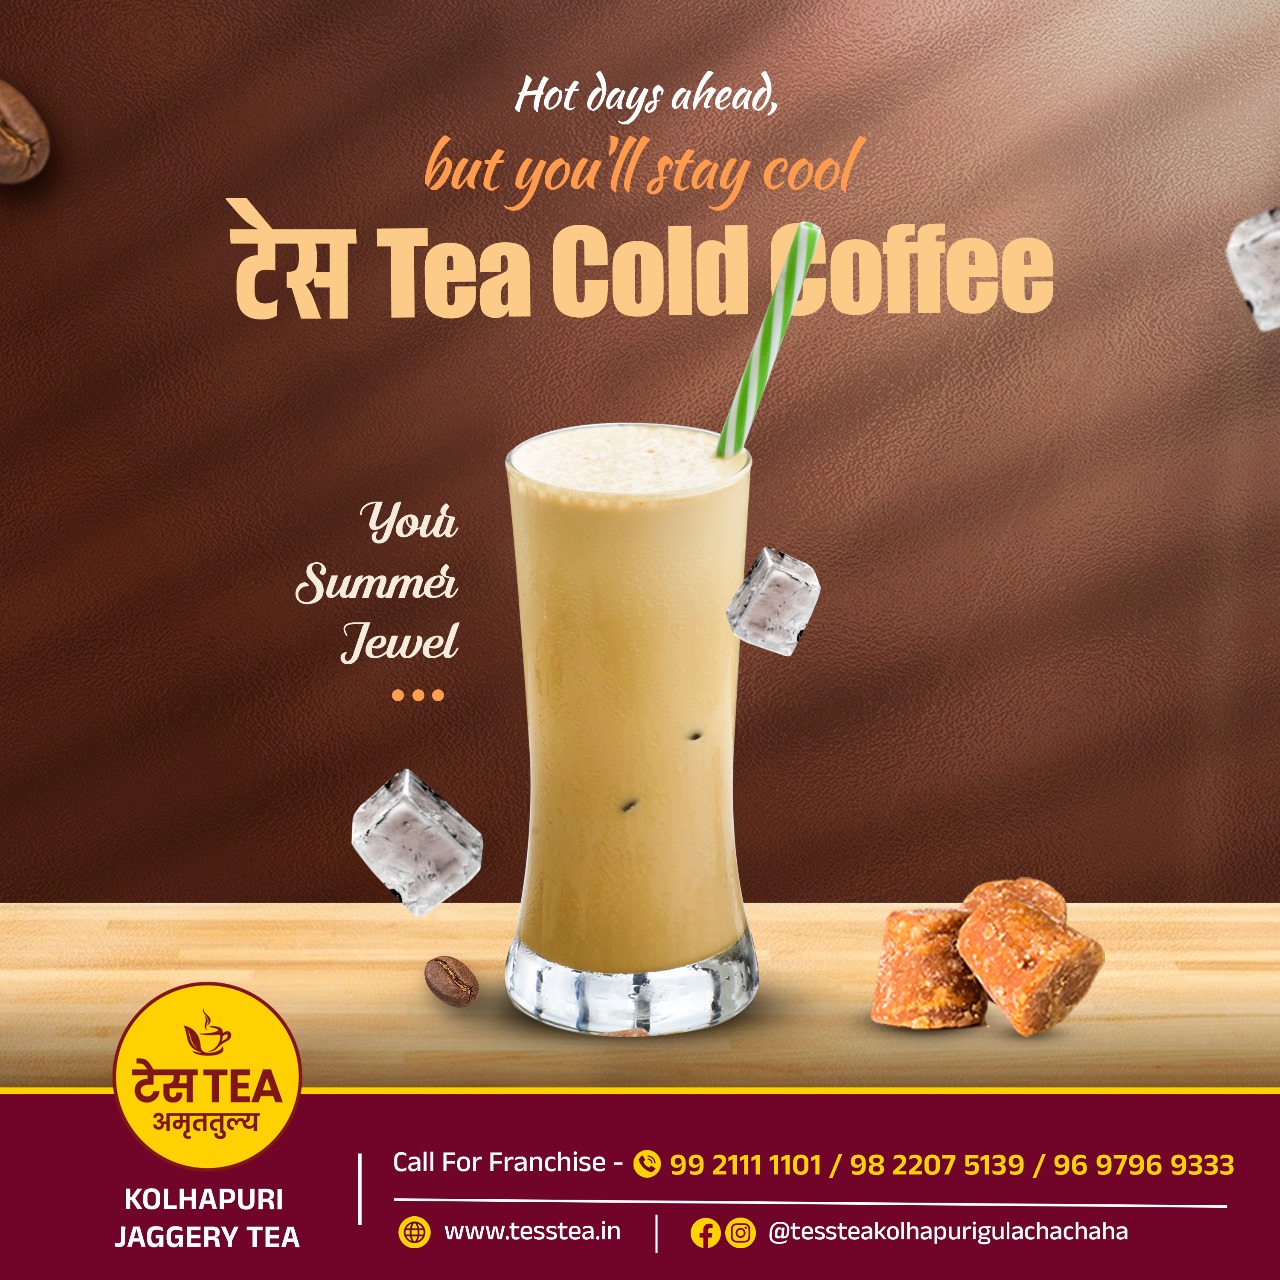 Hot days ahead,
but you'll stay cool
टेस Tea Cold Coffee
Your
Summer
Jewel
टेस TEA
अमृततुल्य
KOLHAPURI
JAGGERY TEA
Call For Franchise - 99 2111 1101 / 98 2207 5139 / 96 9796 9333
www.tesstea.in
@tessteakolhapurigulachachaha